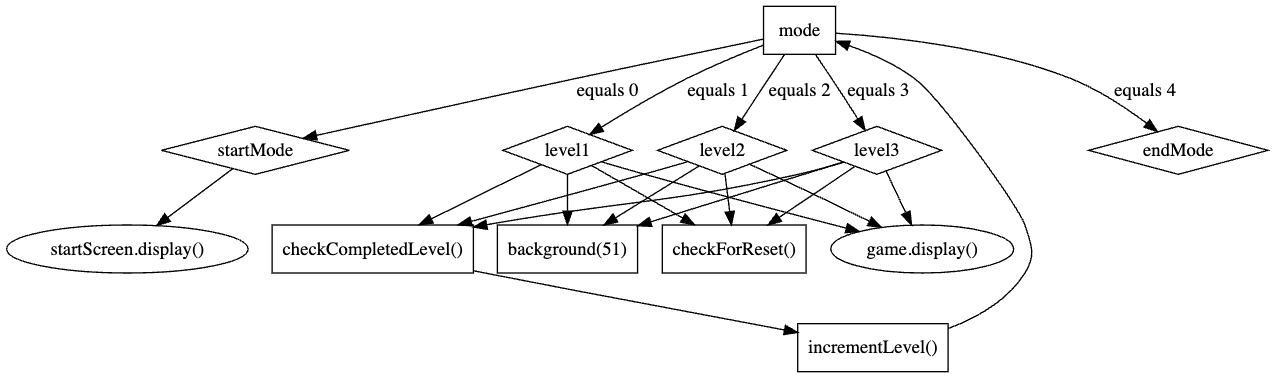 mode
equals 0
equals 1
equals 2
equals 3
equals 4
startMode
level1
level2
level3
endMode
startScreen.display()
checkCompletedLevel()
background(51)
checkForReset()
game.display()
incrementLevel()